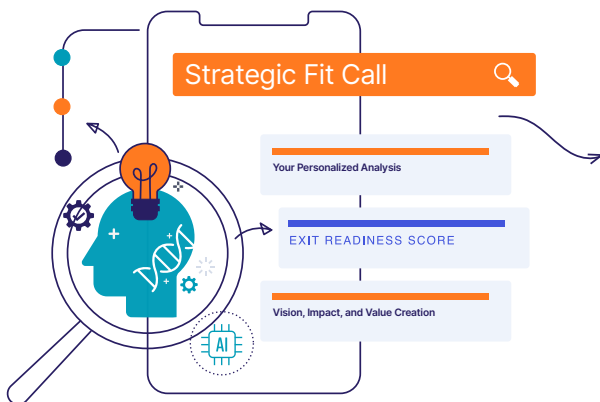 Strategic Fit Call
Your Personalized Analysis
EXIT READINESS SCORE
Vision, Impact, and Value Creation
AI